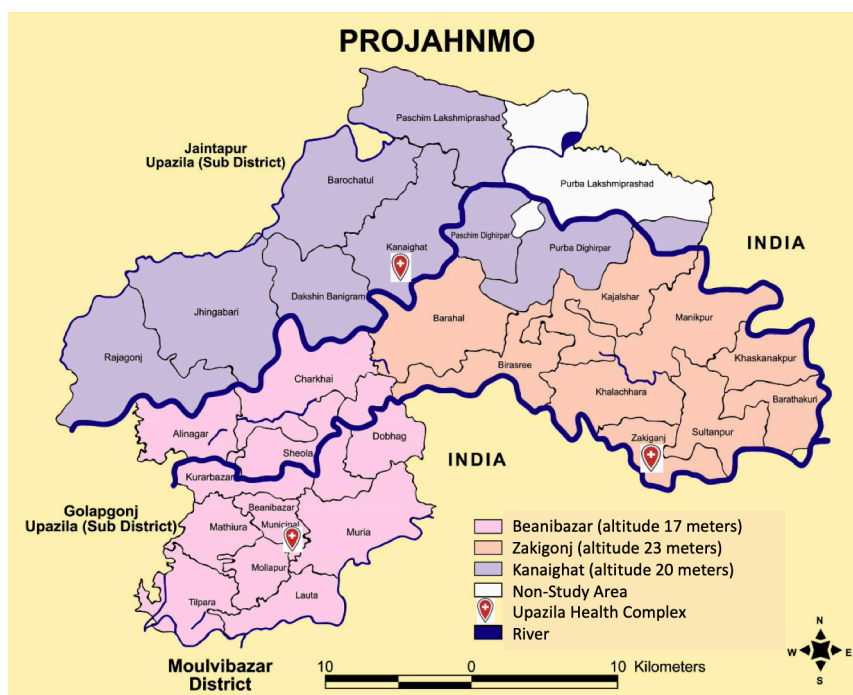 PROJAHNMO
Paschim Lakshmiprashad
Jaintapur
Upazila (Sub District)
Barochatul
Purba Lakshmiprashad
Kanaighat
Paschim Dighirpar
Purba Dighirpar
INDIA
Dakshin Banigram
Kajalshar
Jhingabari
Barahal
Manikpur
Rajagonj
Birasree
Khaskanakpur
Charkhai
Khalachhara
Barathakuri
Alinagar
Dobhag
Zakiganj
Sultanpur
Sheola
INDIA
Kurarbazar
Golapgonj
Upazila (Sub District)
Beanibazar
Municipal
Mathiura
Muria
Mollapur
Tilpara
Lauta
Beanibazar (altitude 17 meters)
Zakigonj (altitude 23 meters)
Kanaighat (altitude 20 meters)
Non-Study Area
Upazila Health Complex
River
Moulvibazar
District
10 0 10 Kilometers
N
W E
S